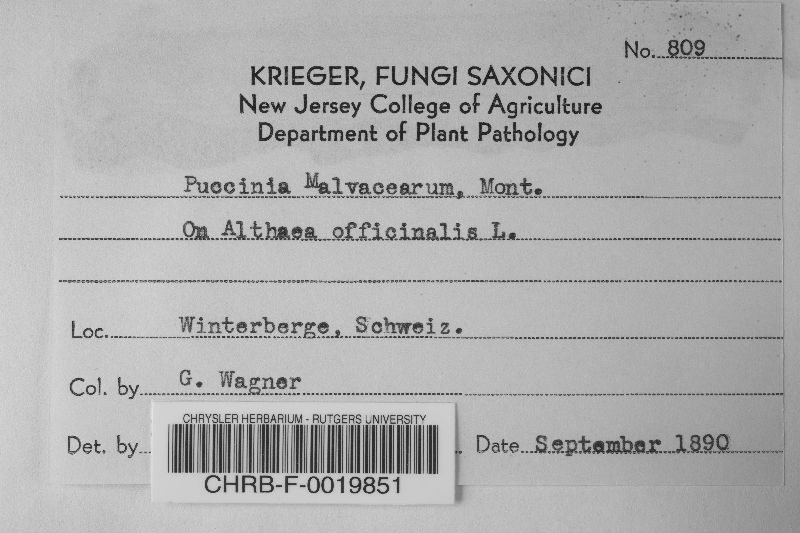 No. 809
KRIEGER, FUNGI SAXONICI
New Jersey College of Agriculture
Department of Plant Pathology
Puccinia Malvacearum, Mont.
On Althaea officinalis L.
Loc. Winterberge, Schweiz.
Col. by G. Wagner
Det. by
Date September 1890
CHRYSLER HERBARIUM - RUTGERS UNIVERSITY
CHRB-F-0019851